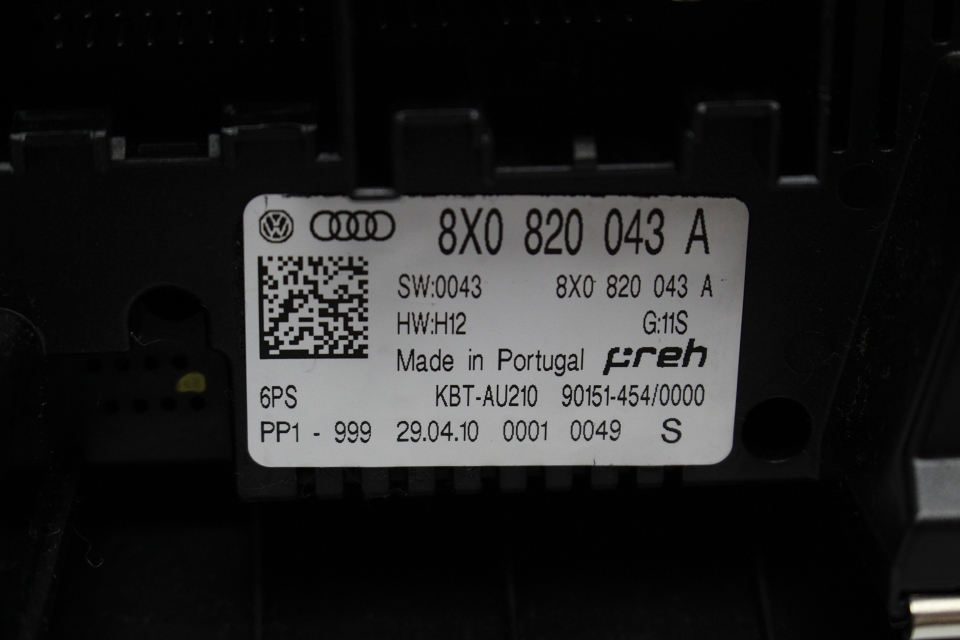 8X0 820 043 A
SW:0043 8X0 820 043 A
HW:H12 G:11S
Made in Portugal preh
6PS KBT-AU210 90151-454/0000
PP1 - 999 29.04.10 0001 0049 S